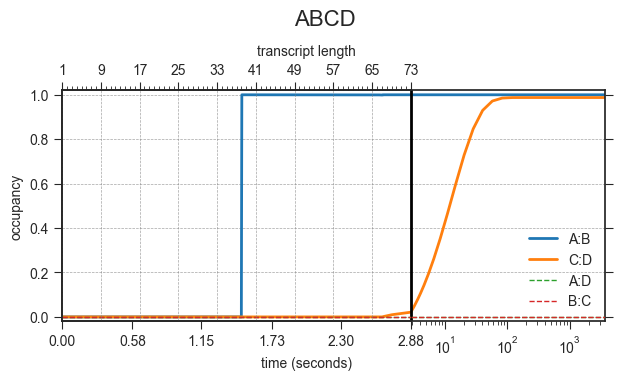 ABCD
transcript length
1 9 17 25 33 41 49 57 65 73
1.0
0.8
0.6
0.4
0.2
0.0
occupancy
A:B
C:D
A:D
B:C
0.00 0.58 1.15 1.73 2.30 2.88 10¹ 10² 10³
time (seconds)